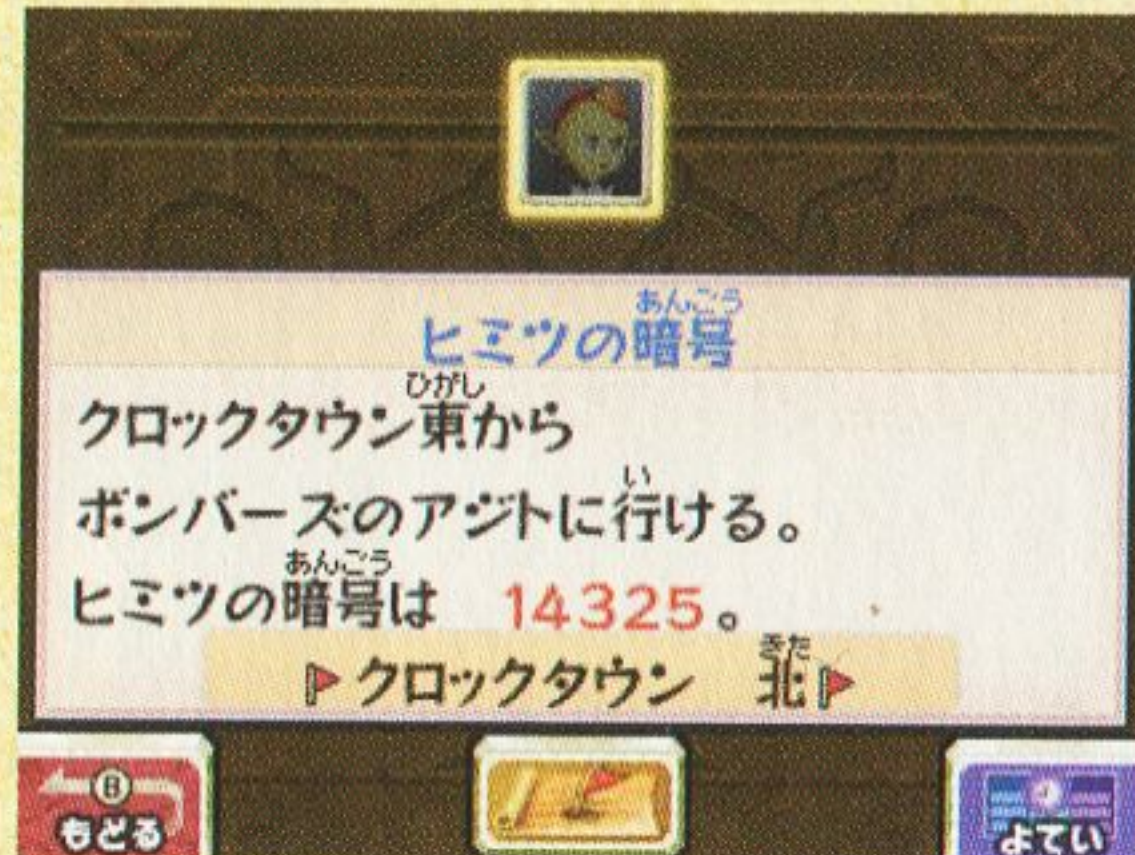 ヒミツの暗号
クロックタウン東から
ボンバーズのアジトに行ける。
ヒミツの暗号は 14325。
クロックタウン 北
B
もどる
よてい